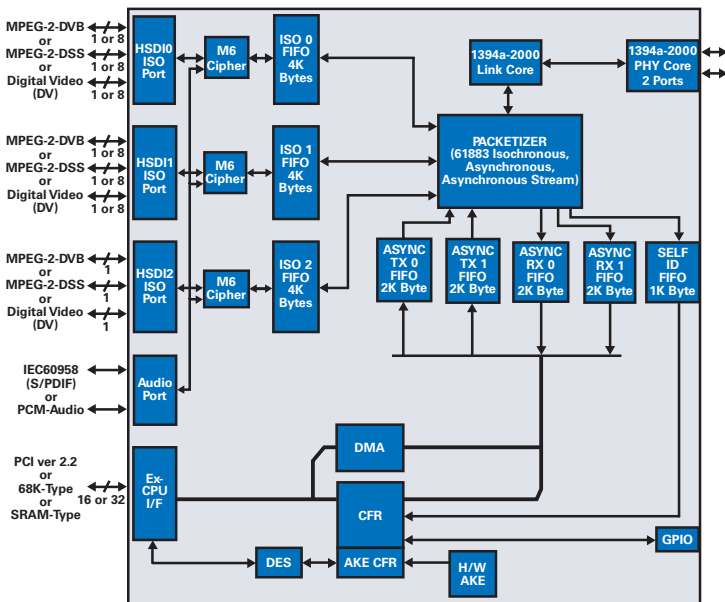 MPEG-2-DVB
or
1 or 8
MPEG-2-DSS
or
1 or 8
Digital Video
(DV)
1 or 8
HSDI0
ISO
Port
M6
Cipher
ISO 0
FIFO
4K
Bytes
1394a-2000
Link Core
1394a-2000
PHY Core
2 Ports
MPEG-2-DVB
or
1 or 8
MPEG-2-DSS
or
1 or 8
Digital Video
(DV)
1 or 8
HSDI1
ISO
Port
M6
Cipher
ISO 1
FIFO
4K
Bytes
PACKETIZER
(61883 Isochronous,
Asynchronous,
Asynchronous Stream)
MPEG-2-DVB
or
1
MPEG-2-DSS
or
1
Digital Video
(DV)
1
HSDI2
ISO
Port
M6
Cipher
ISO 2
FIFO
4K
Bytes
ASYNC
TX 0
FIFO
2K Byte
ASYNC
TX 1
FIFO
2K Byte
ASYNC
RX 0
FIFO
2K Byte
ASYNC
RX 1
FIFO
2K Byte
SELF
ID
FIFO
1K Byte
IEC60958
(S/PDIF)
or
PCM-Audio
Audio
Port
PCI ver 2.2
or
68K-Type
or
SRAM-Type
16 or 32
Ex-
CPU
I/F
DMA
CFR
GPIO
DES
AKE CFR
H/W
AKE